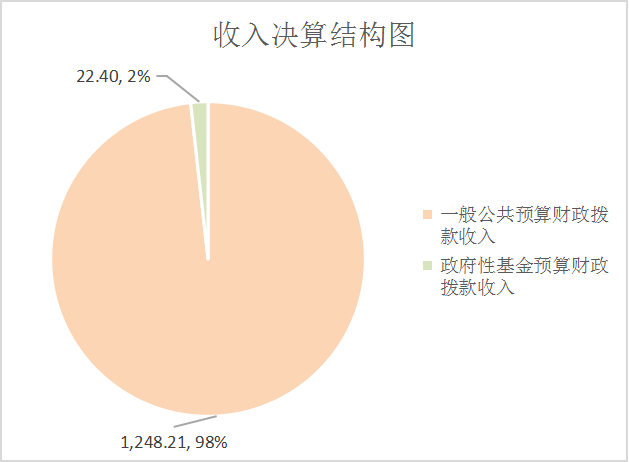 收入决算结构图
22.40, 2%
一般公共预算财政拨
款收入
政府性基金预算财政
拨款收入
1,248.21, 98%